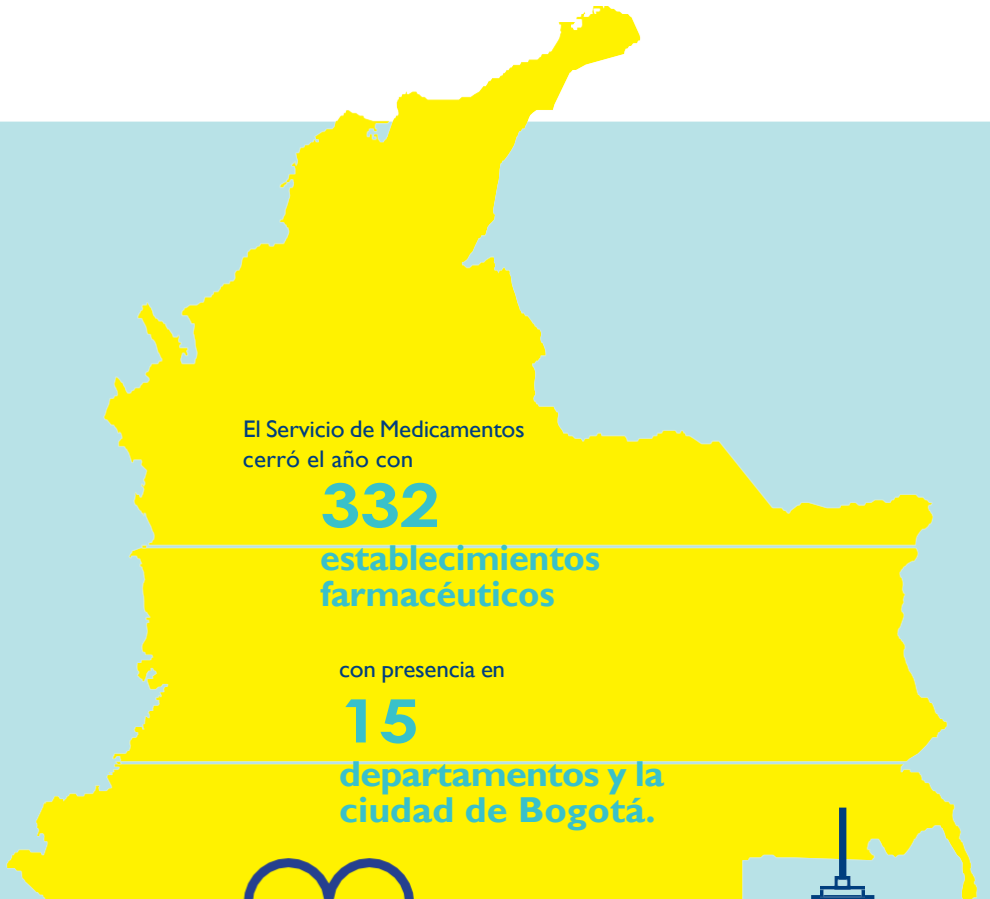 El Servicio de Medicamentos
cerró el año con
332
establecimientos
farmacéuticos
con presencia en
15
departamentos y la
ciudad de Bogotá.